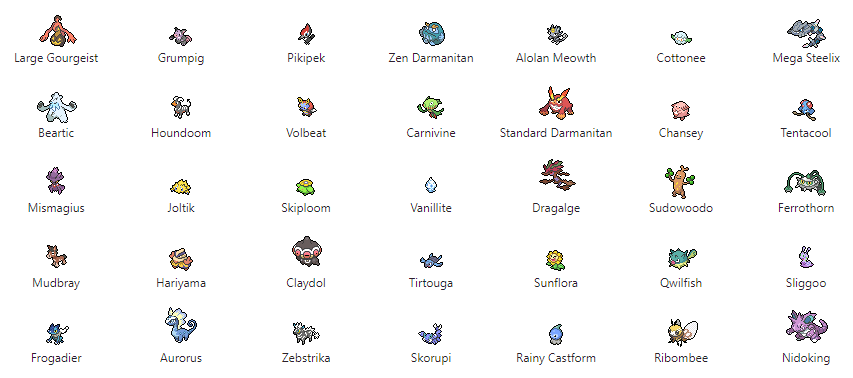 Large Gourgeist Grumpig Pikipek Zen Darmanitan Alolan Meowth Cottonee Mega Steelix
Beartic Houndoom Volbeat Carnivine Standard Darmanitan Chansey Tentacool
Mismagius Joltik Skiploom Vanillite Dragalge Sudowoodo Ferrothorn
Mudbray Hariyama Claydol Tirtouga Sunflora Qwilfish Sliggoo
Frogadier Aurorus Zebstrika Skorupi Rainy Castform Ribombee Nidoking